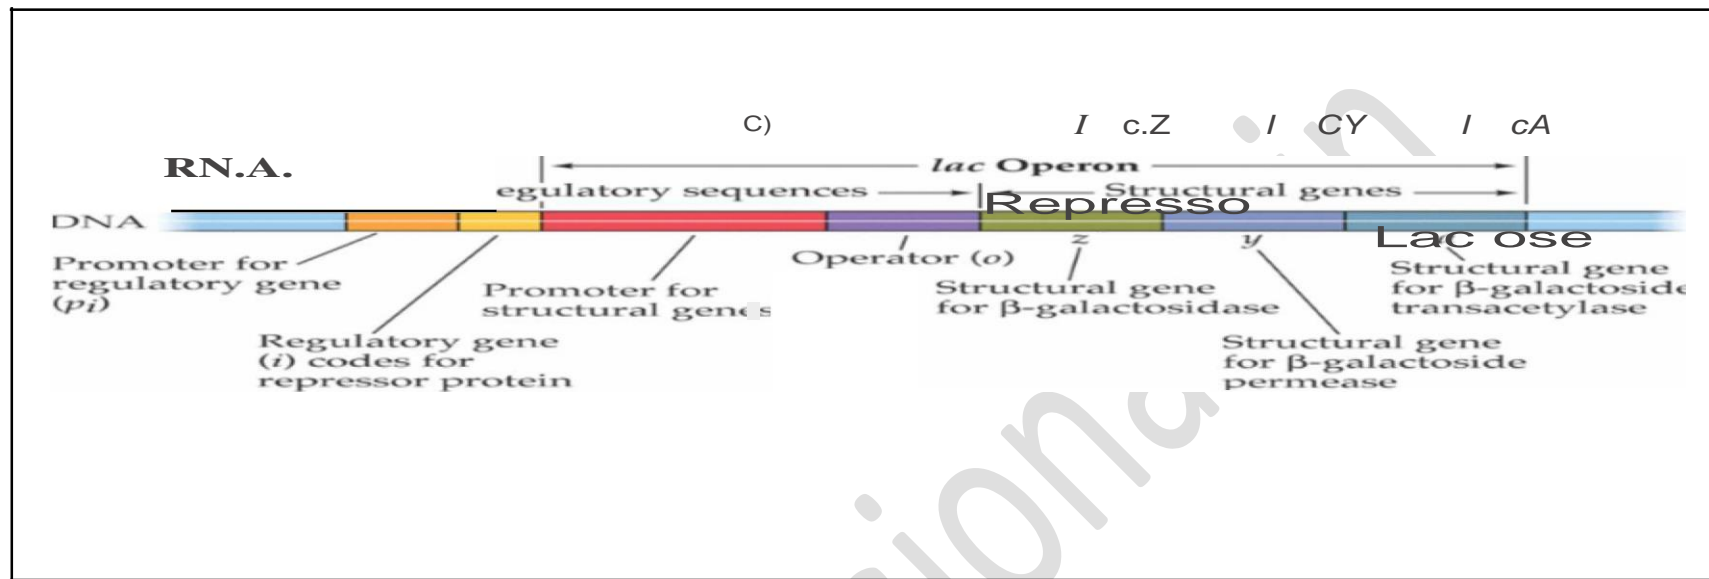 C) I c.Z I CY I cA
RN.A.
lac Operon
egulatory sequences Structural genes
Represso
DNA
z y
Lac ose
Promoter for
regulatory gene
(pi)
Regulatory gene
(i) codes for
repressor protein
Promoter for
structural genes
Operator (o)
Structural gene
for β-galactosidase
Structural gene
for β-galactoside
permease
Structural gene
for β-galactoside
transacetylase